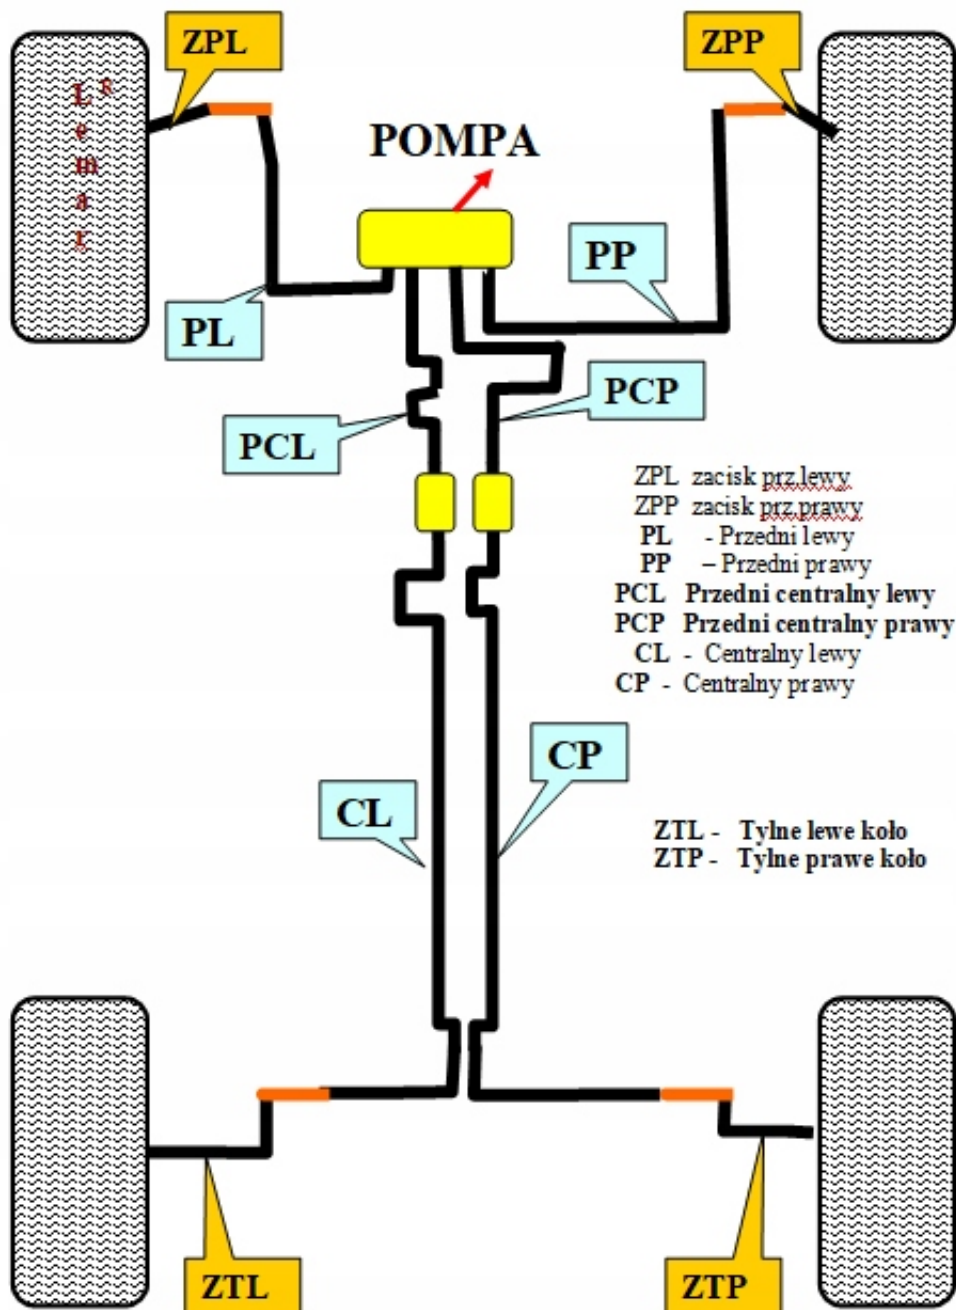 ZPL
ZPP
L R
e
m
a
r
POMPA
PP
PL
PCP
PCL
ZPL zacisk prz.lewy
ZPP zacisk prz.prawy
PL - Przedni lewy
PP – Przedni prawy
PCL Przedni centralny lewy
PCP Przedni centralny prawy
CL - Centralny lewy
CP - Centralny prawy
CP
CL
ZTL - Tylne lewe koło
ZTP - Tylne prawe koło
ZTL
ZTP